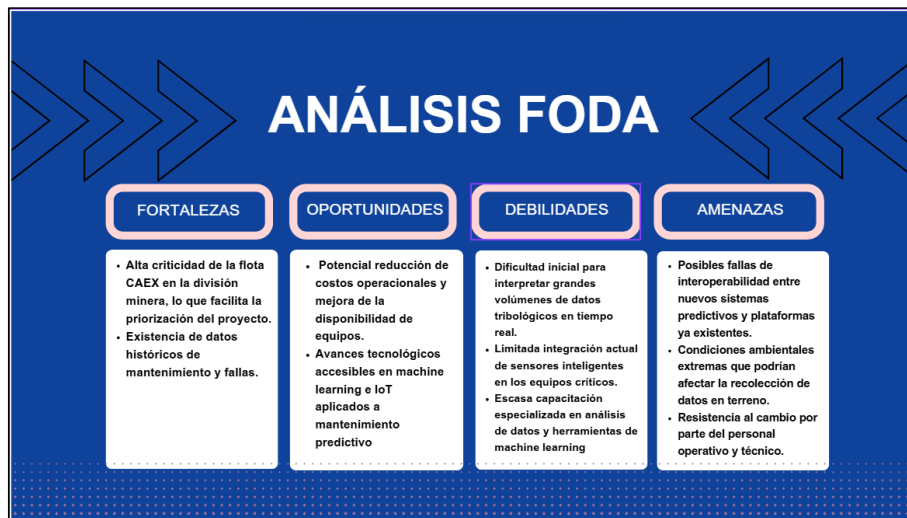 ANÁLISIS FODA
FORTALEZAS
• Alta criticidad de la flota
CAEX en la división
minera, lo que facilita la
priorización del proyecto.
• Existencia de datos
históricos de
mantenimiento y fallas.
OPORTUNIDADES
• Potencial reducción de
costos operacionales y
mejora de la
disponibilidad de
equipos.
• Avances tecnológicos
accesibles en machine
learning e IoT
aplicados a
mantenimiento
predictivo
DEBILIDADES
• Dificultad inicial para
interpretar grandes
volúmenes de datos
tribológicos en tiempo
real.
• Limitada integración actual
de sensores inteligentes
en los equipos críticos.
• Escasa capacitación
especializada en análisis
de datos y herramientas de
machine learning
AMENAZAS
• Posibles fallas de
interoperabilidad entre
nuevos sistemas
predictivos y plataformas
ya existentes.
• Condiciones ambientales
extremas que podrían
afectar la recolección de
datos en terreno.
• Resistencia al cambio por
parte del personal
operativo y técnico.